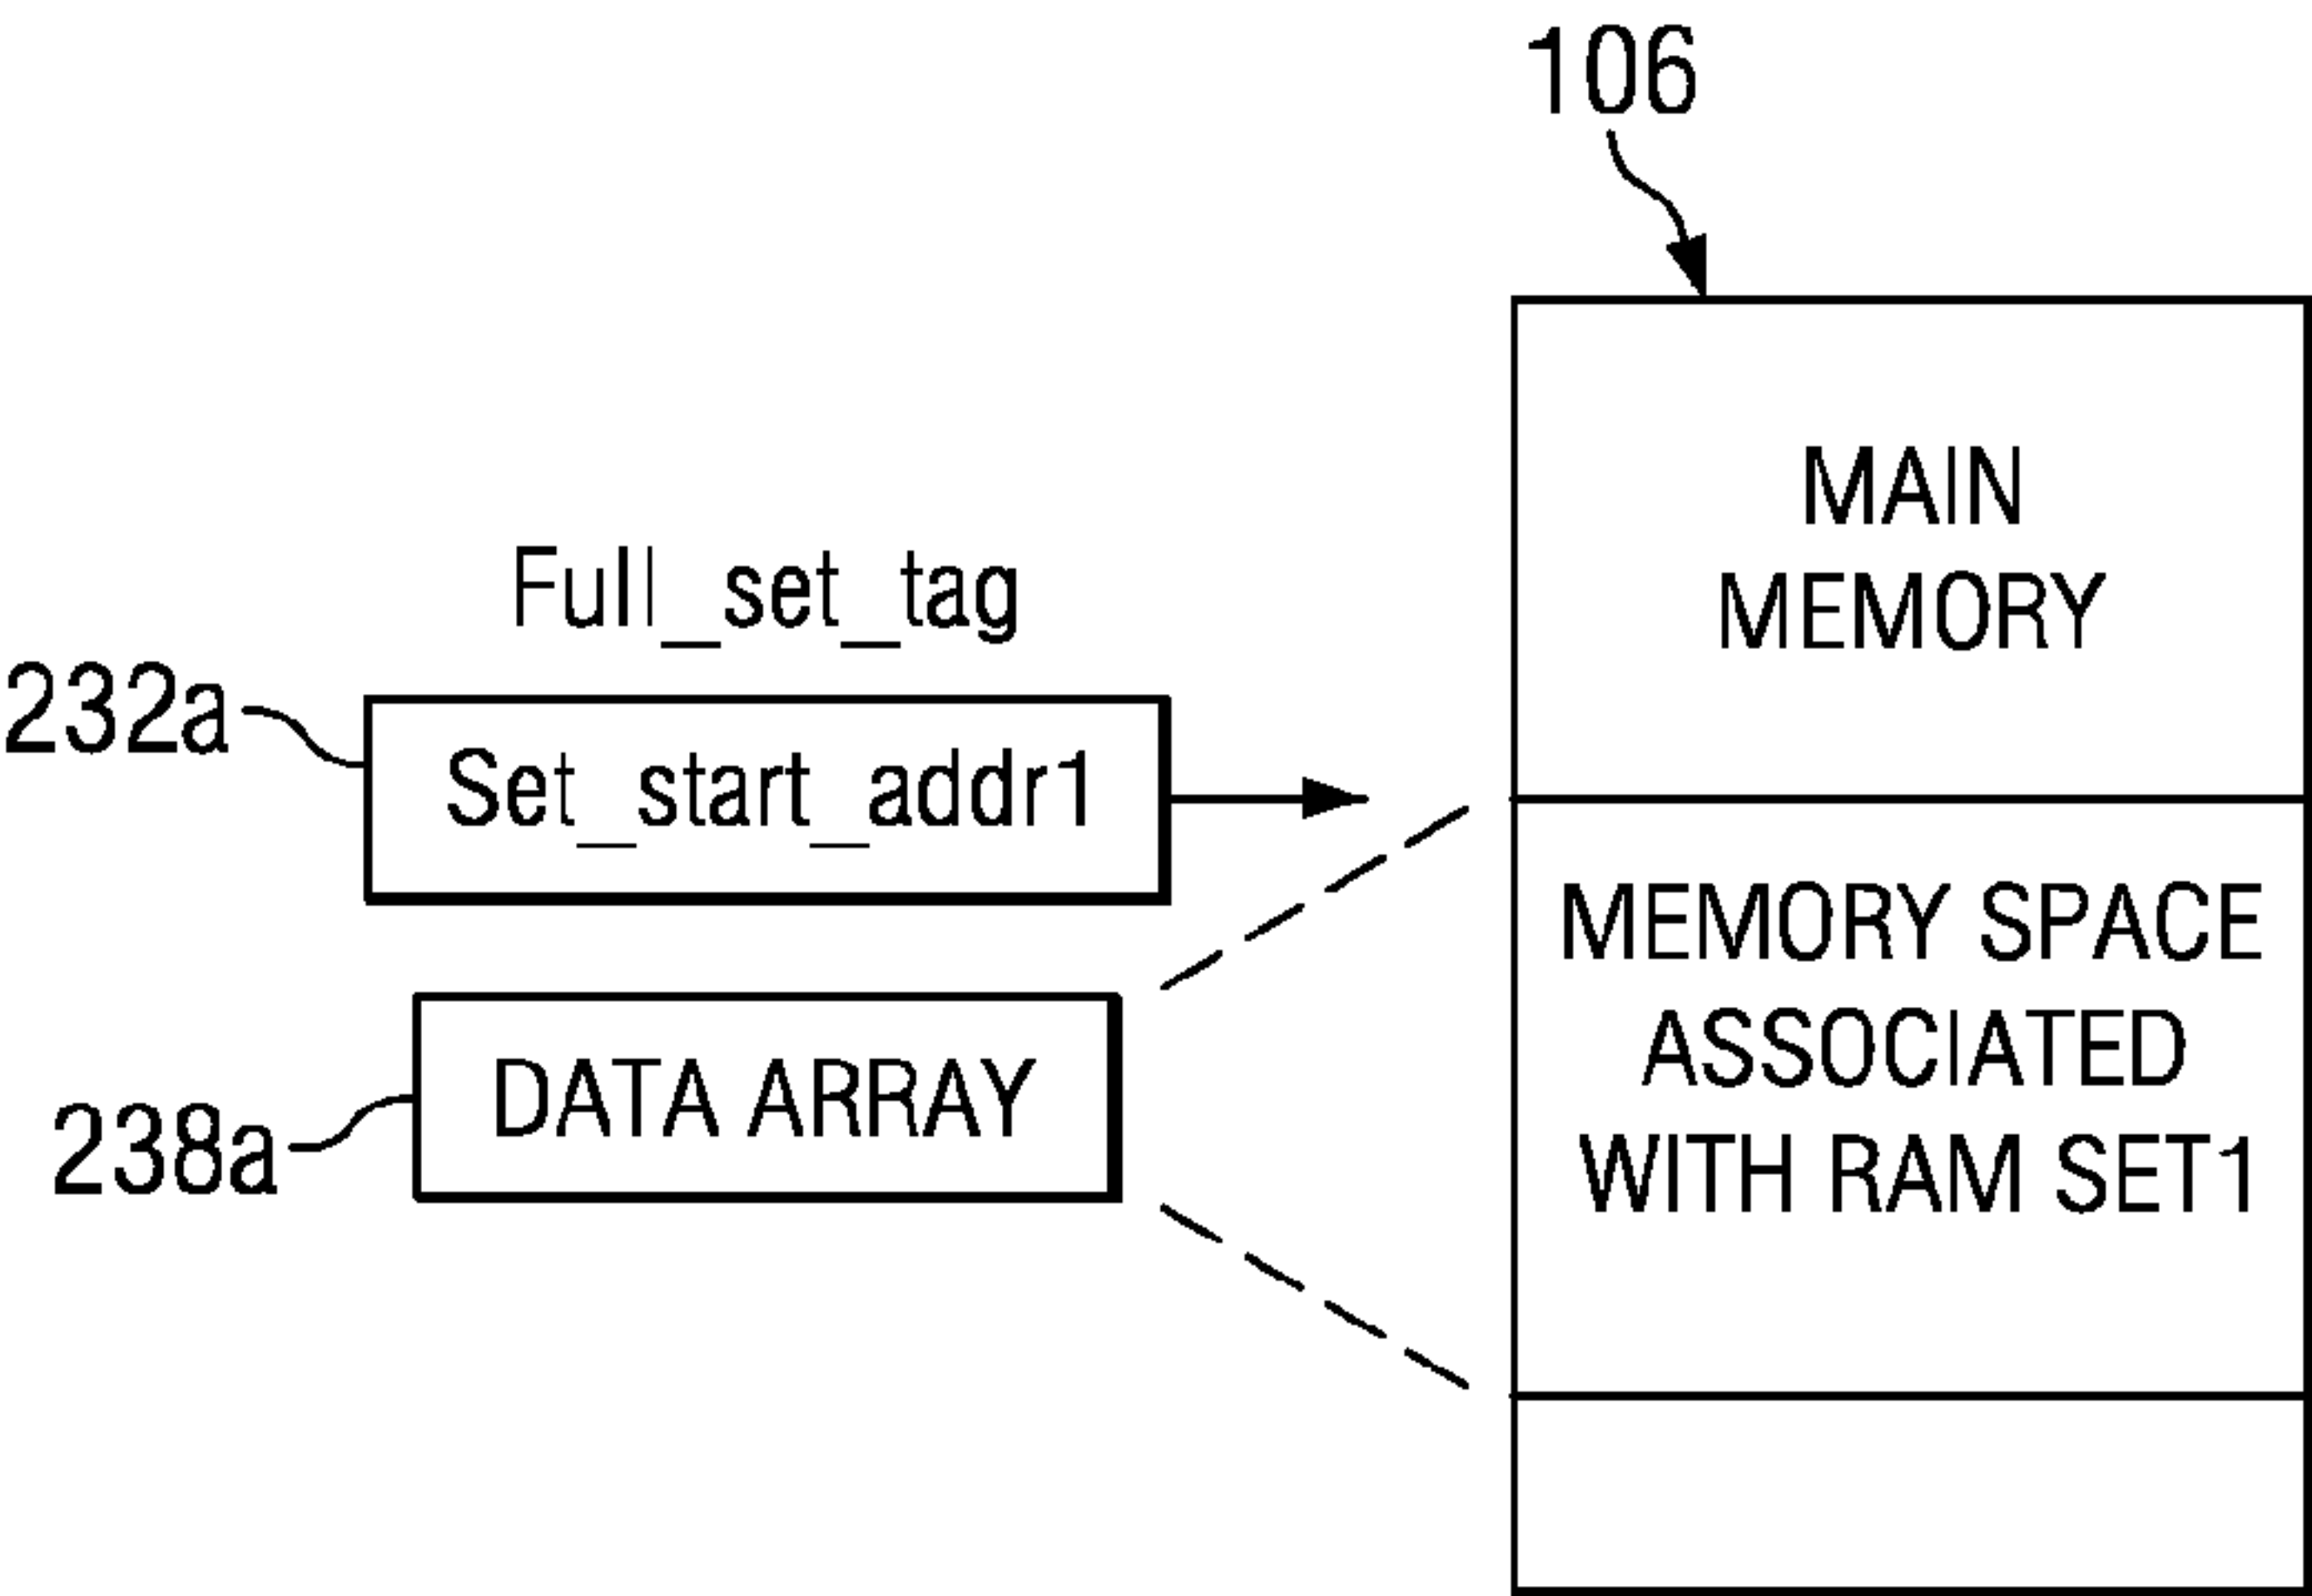 106
MAIN
MEMORY
Full_set_tag
232a
Set_start_addr1
MEMORY SPACE
ASSOCIATED
WITH RAM SET1
DATA ARRAY
238a